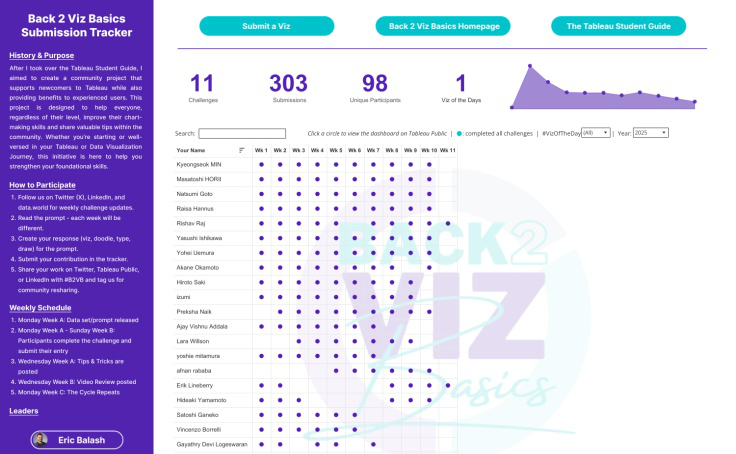 Back 2 Viz Basics
Submission Tracker
History & Purpose
After I took over the Tableau Student Guide, I
aimed to create a community project that
supports newcomers to Tableau while also
providing benefits to experienced users. This
project is designed to help everyone,
regardless of their level, improve their chart-
making skills and share valuable tips within the
community. Whether you're starting or well-
versed in your Tableau or Data Visualization
Journey, this initiative is here to help you
strengthen your foundational skills.
How to Participate
1. Follow us on Twitter (X), LinkedIn, and
data.world for weekly challenge updates.
2. Read the prompt - each week will be
different.
3. Create your response (viz, doodle, type,
draw) for the prompt.
4. Submit your contribution in the tracker.
5. Share your work on Twitter, Tableau Public,
or LinkedIn with #B2VB and tag us for
community resharing.
Weekly Schedule
1. Monday Week A: Data set/prompt released
2. Monday Week A - Sunday Week B:
Participants complete the challenge and
submit their entry
3. Wednesday Week A: Tips & Tricks are
posted
4. Wednesday Week B: Video Review posted
5. Monday Week C: The Cycle Repeats
Leaders
Eric Balash
Submit a Viz
Back 2 Viz Basics Homepage
The Tableau Student Guide
11 303 98 1
Challenges Submissions Unique Participants Viz of the Days
Search: Click a circle to view the dashboard on Tableau Public | : completed all challenges | #VizOfTheDay (All) | Year: 2025
Your Name Wk 1 Wk 2 Wk 3 Wk 4 Wk 5 Wk 6 Wk 7 Wk 8 Wk 9 Wk 10 Wk 11
Kyeongseok MIN
Masatoshi HORII
Natsumi Goto
Raisa Hannus
Rishav Raj
Yasushi Ishikawa
Yohei Uemura
Akane Okamoto
Hiroto Saki
izumi
Preksha Naik
Ajay Vishnu Addala
Lara Willson
yoshie mitamura
afnan rababa
Erik Lineberry
Hideaki Yamamoto
Satoshi Ganeko
Vincenzo Borrelli
Gayathry Devi Logeswaran
BACK2
VIZ
Basics